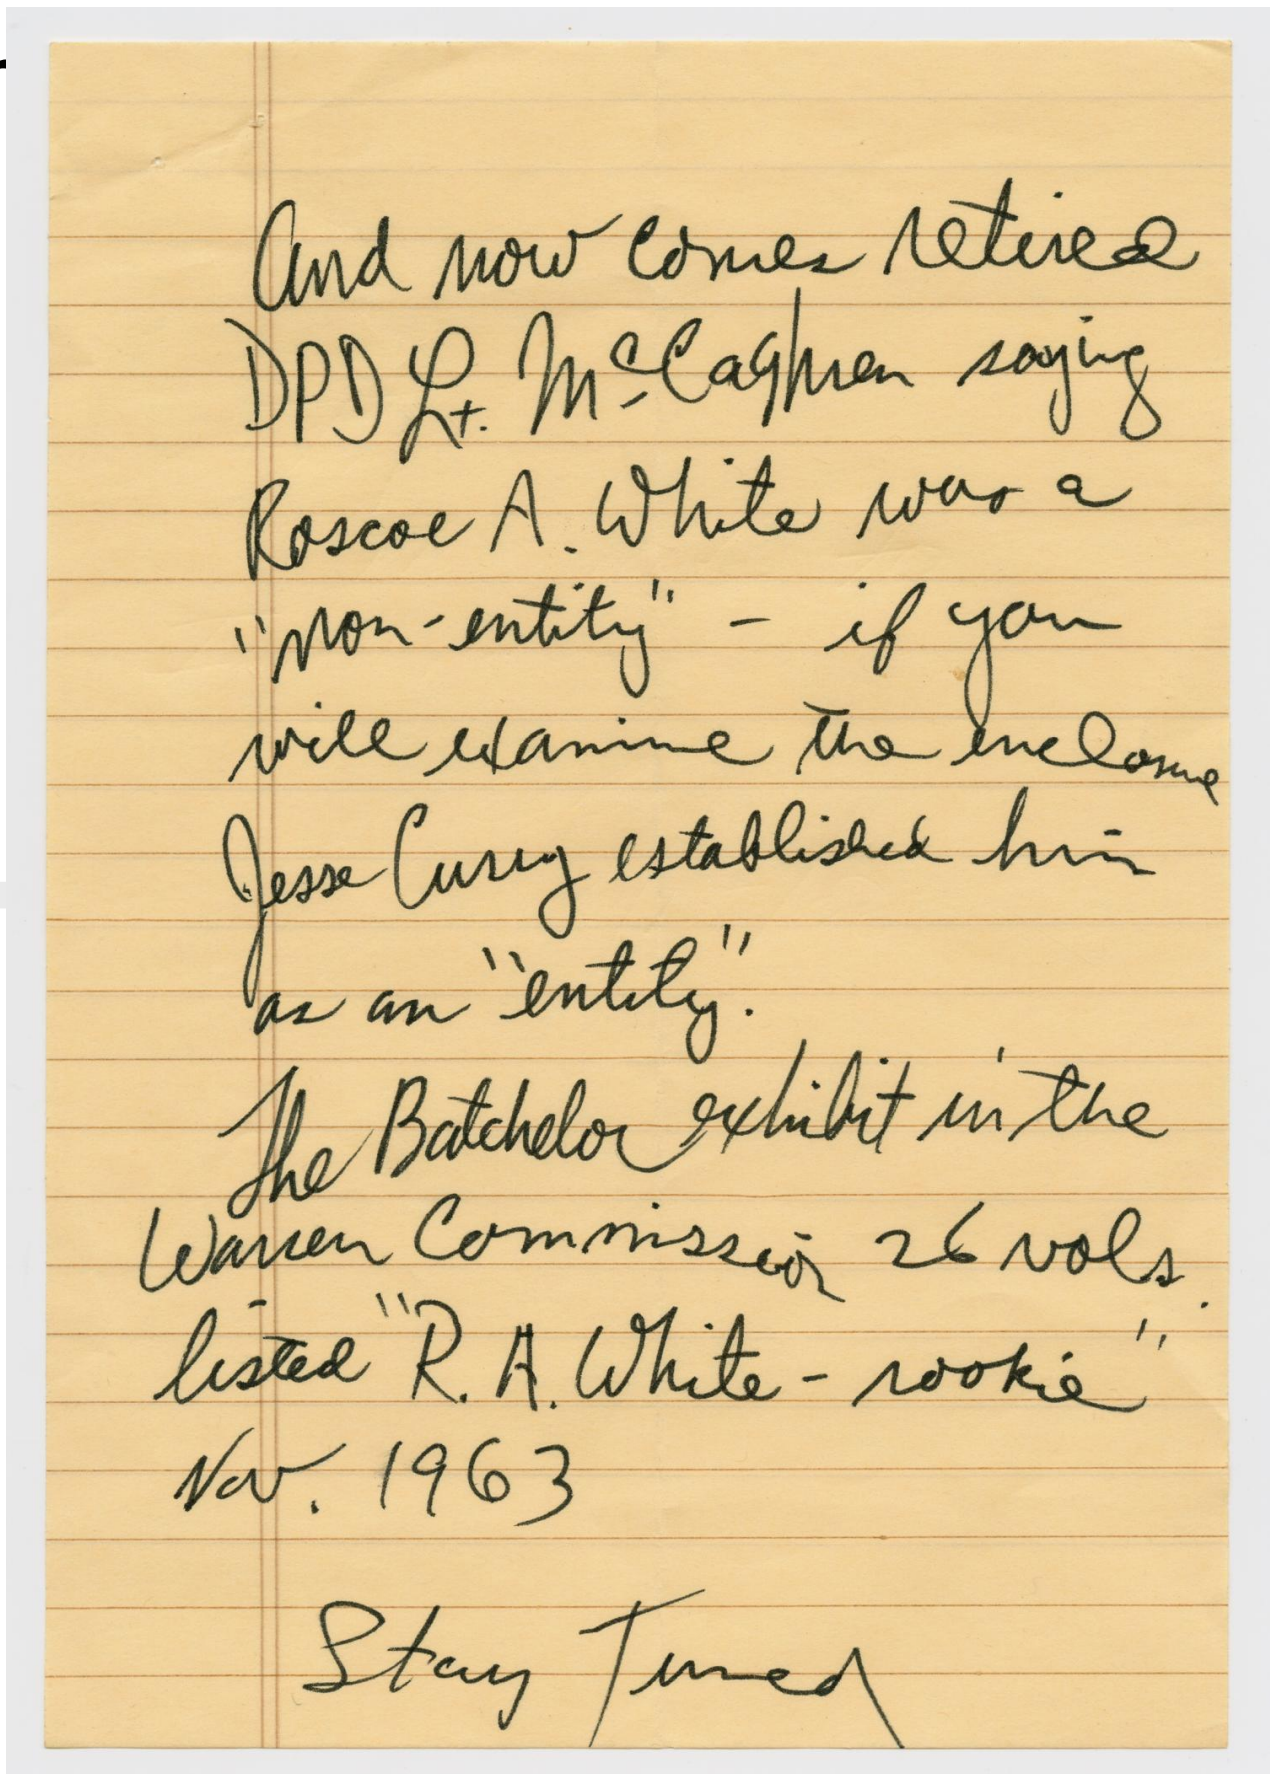 And now comes retired
DPD Lt. McCaghren saying
Roscoe A. White was a
"non-entity" - if you
will examine the enclosure
Jesse Curry established him
as an "entity".
The Batchelor exhibit in the
Warren Commission 26 vols.
listed "R. A. White - rookie"
Nov. 1963
Stay Tuned